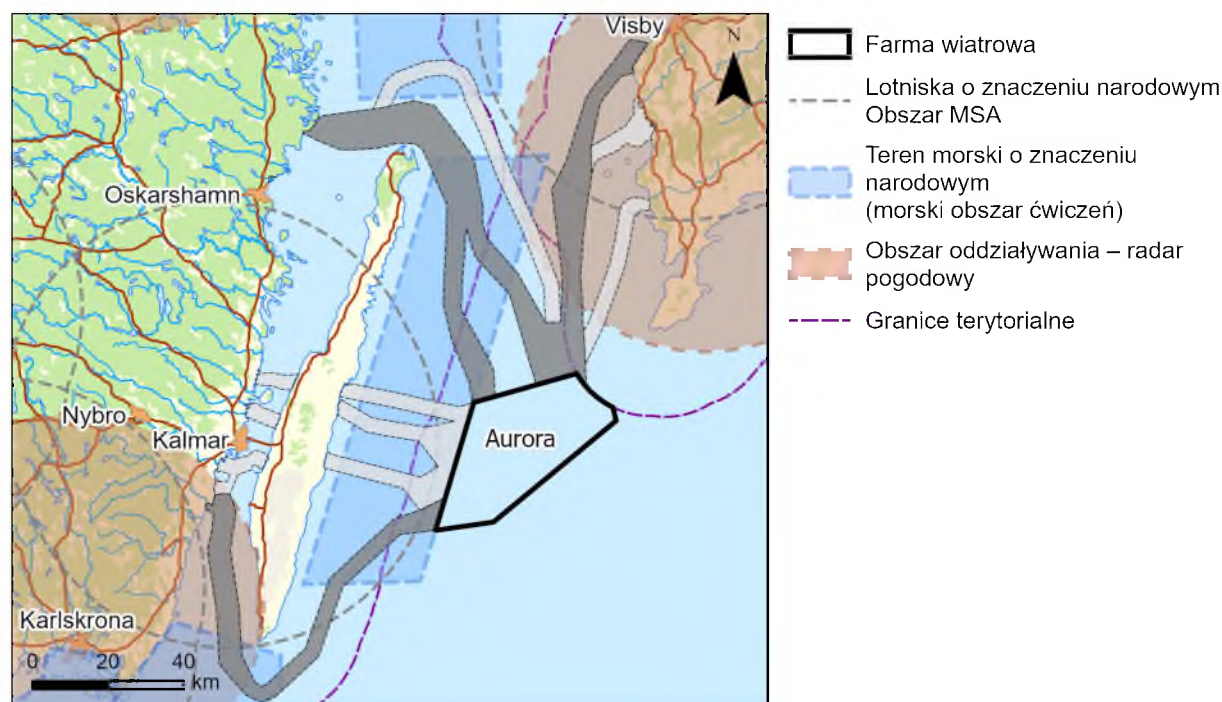 Visby
N
Oskarshamn
Nybro
Kalmar
Aurora
Karlskrona
0 20 40
km
Farma wiatrowa
Lotniska o znaczeniu narodowym
Obszar MSA
Teren morski o znaczeniu
narodowym
(morski obszar ćwiczeń)
Obszar oddziaływania – radar
pogodowy
Granice terytorialne